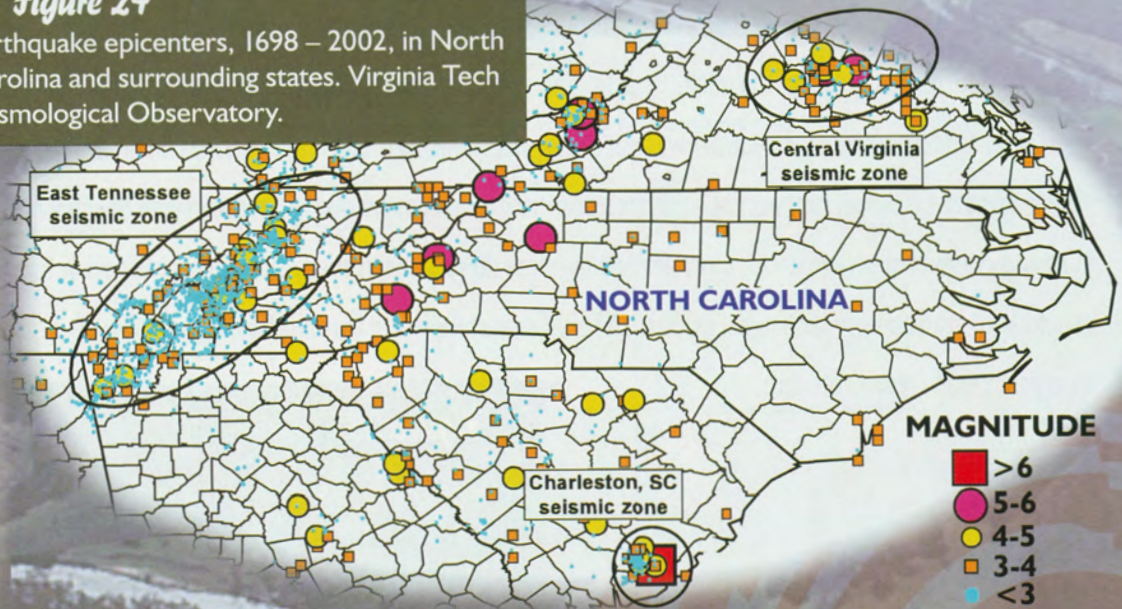 Figure 24
rthquake epicenters, 1698 – 2002, in North
rolina and surrounding states. Virginia Tech
smological Observatory.
Central Virginia
seismic zone
East Tennessee
seismic zone
NORTH CAROLINA
Charleston, SC
seismic zone
MAGNITUDE
>6
5-6
4-5
3-4
<3